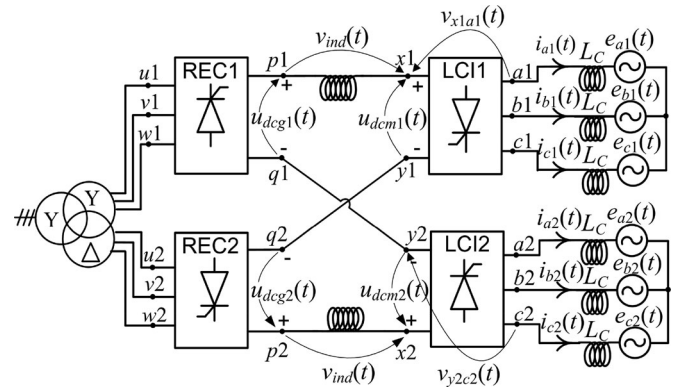 v_ind(t)
v_x1a1(t)
i_a1(t) L_C e_a1(t)
p1 x1
u1 REC1 LCI1 a1
+ +
v1 u_dcg1(t) u_dcm1(t) b1 i_b1(t) L_C e_b1(t)
w1 c1 i_c1(t) L_C e_c1(t)
- -
q1 y1
Y
Y
Δ
q2 y2
i_a2(t) L_C e_a2(t)
u2 REC2 - LCI2 a2
v2 u_dcg2(t) u_dcm2(t) b2 i_b2(t) L_C e_b2(t)
w2 + + c2 i_c2(t) L_C e_c2(t)
p2 x2
v_ind(t) v_y2c2(t)